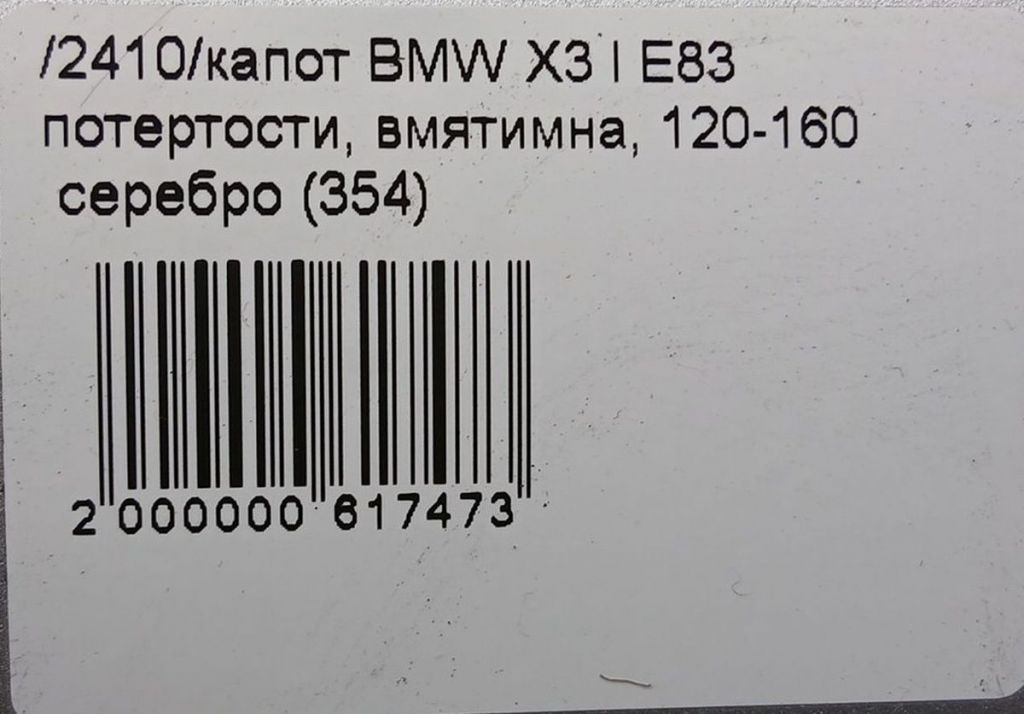 /2410/капот BMW X3 I E83
потертости, вмятимна, 120-160
серебро (354)
2 000000 617473